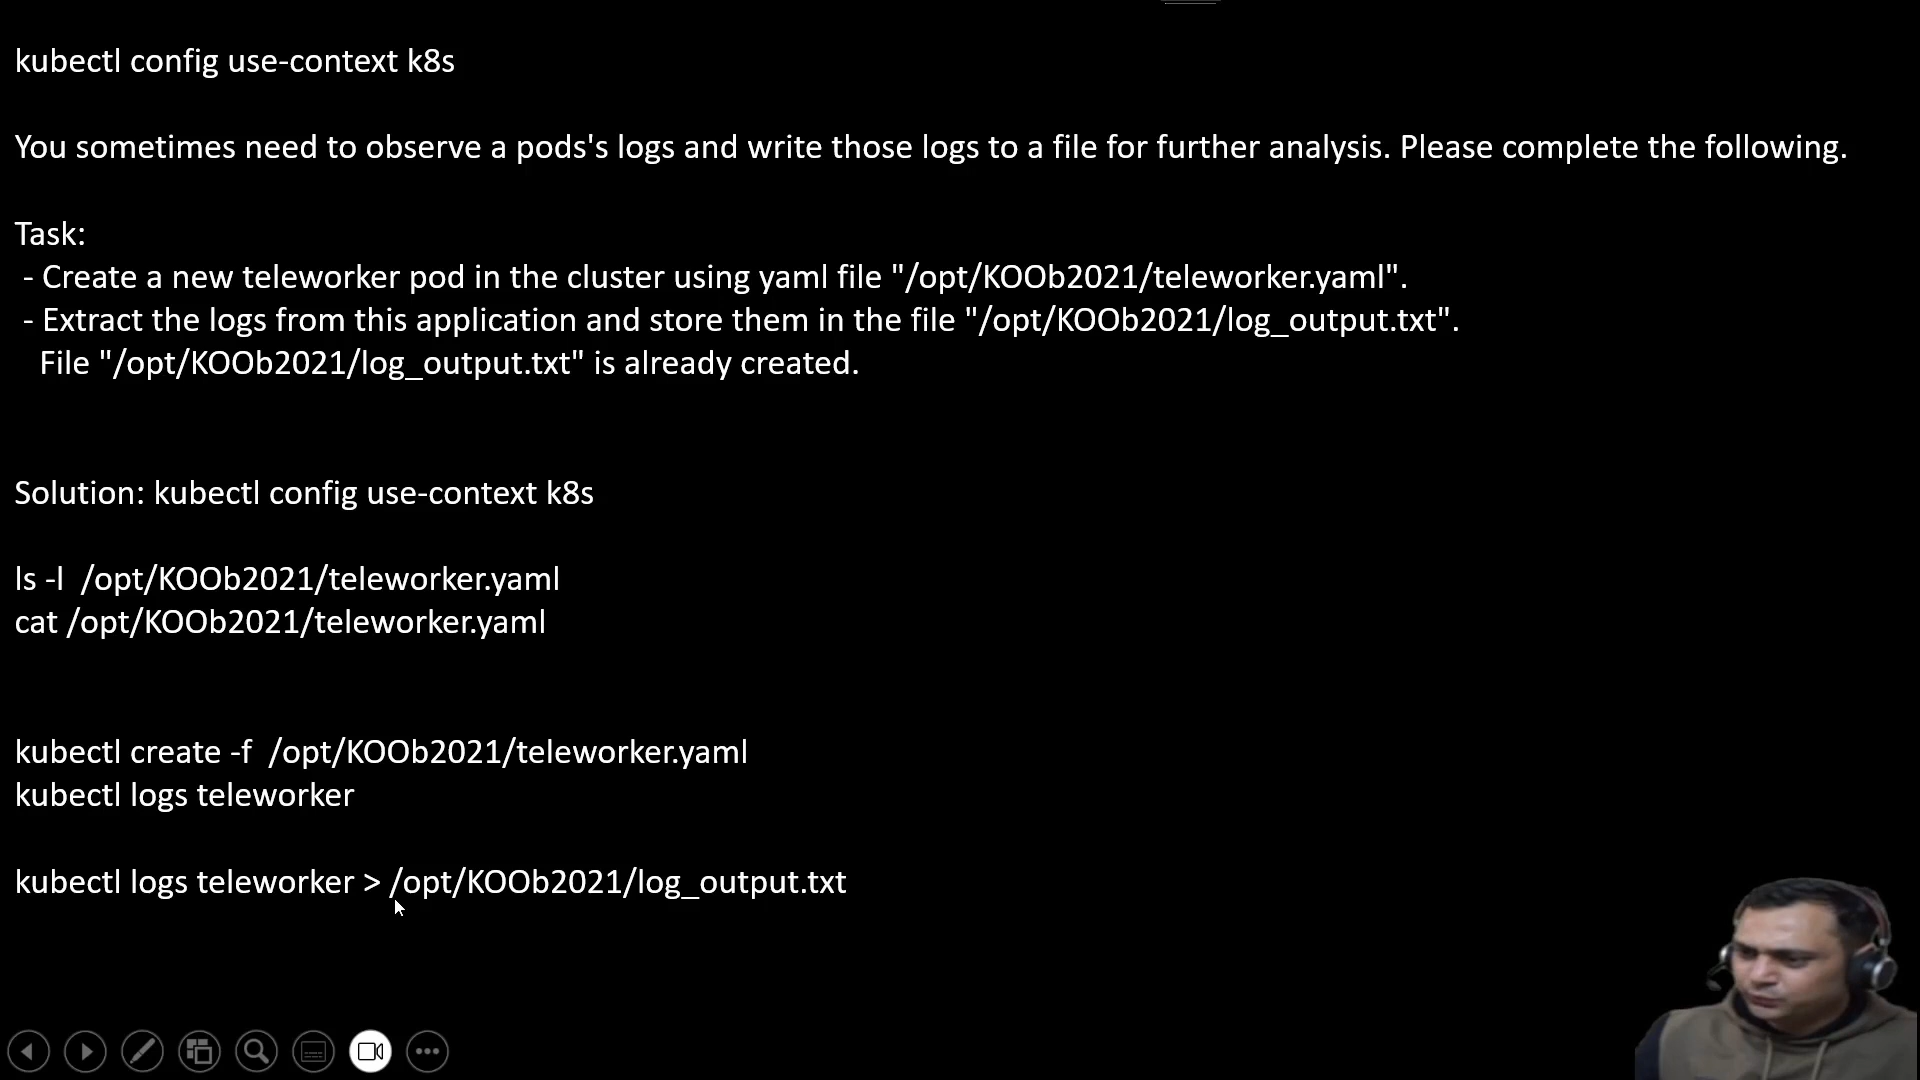 kubectl config use-context k8s
You sometimes need to observe a pods's logs and write those logs to a file for further analysis. Please complete the following.
Task:
- Create a new teleworker pod in the cluster using yaml file "/opt/KOOb2021/teleworker.yaml".
- Extract the logs from this application and store them in the file "/opt/KOOb2021/log_output.txt".
File "/opt/KOOb2021/log_output.txt" is already created.
Solution: kubectl config use-context k8s
ls -l  /opt/KOOb2021/teleworker.yaml
cat /opt/KOOb2021/teleworker.yaml
kubectl create -f  /opt/KOOb2021/teleworker.yaml
kubectl logs teleworker
kubectl logs teleworker > /opt/KOOb2021/log_output.txt